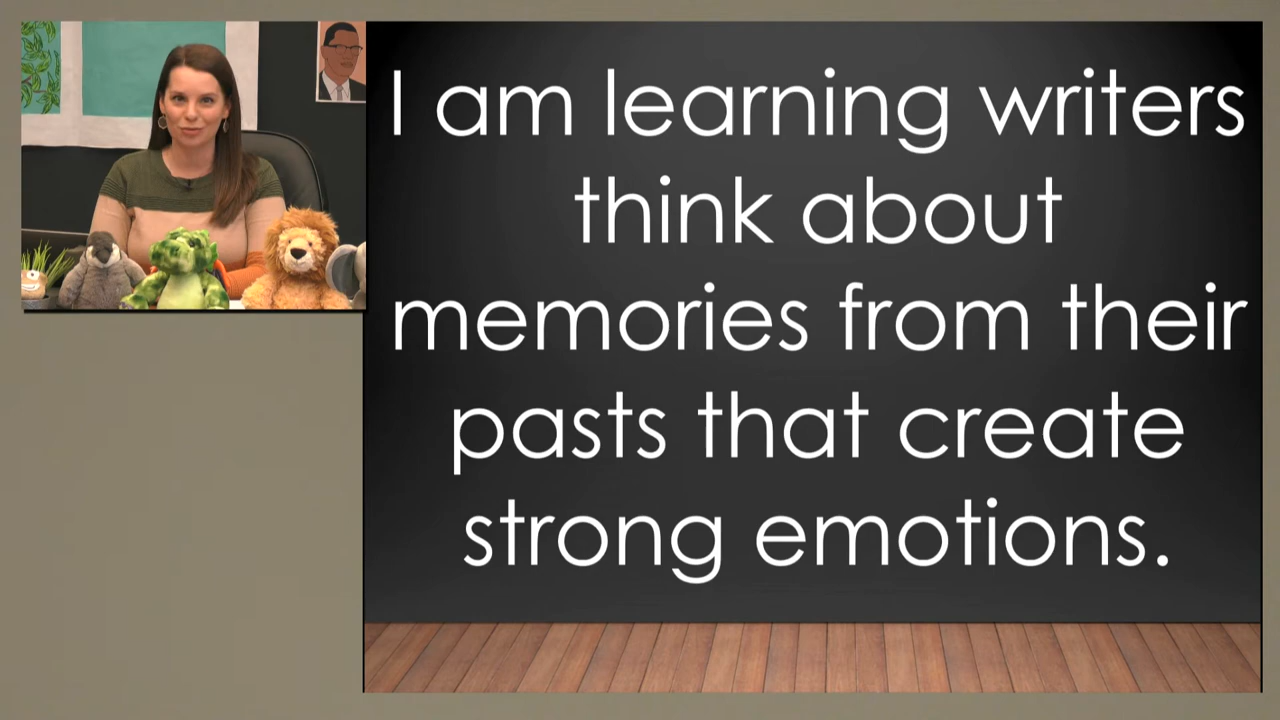 I am learning writers
think about
memories from their
pasts that create
strong emotions.